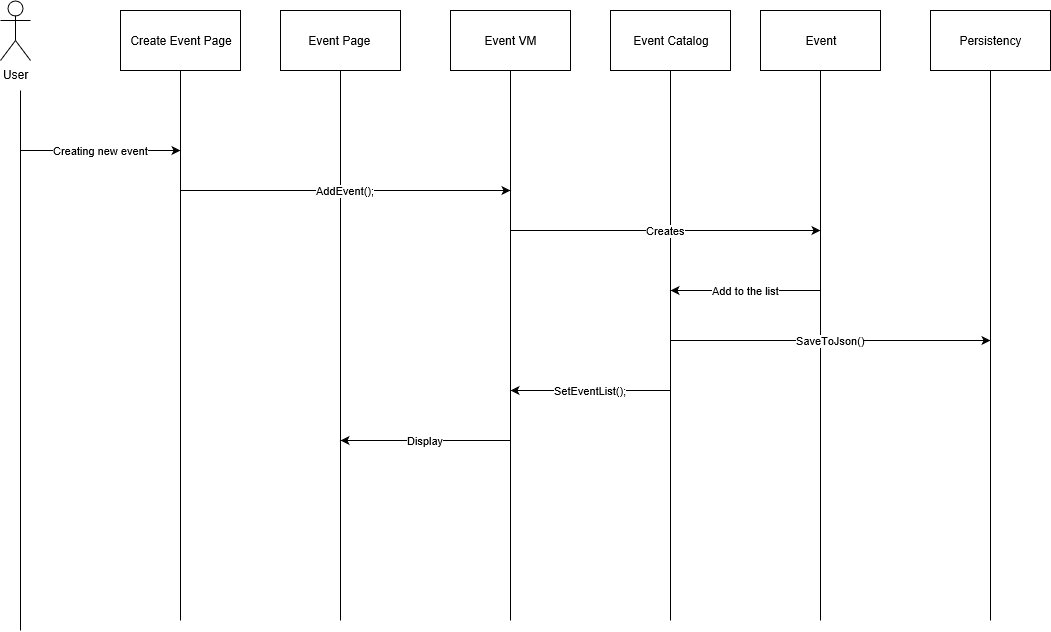 User
Create Event Page
Event Page
Event VM
Event Catalog
Event
Persistency
Creating new event
AddEvent();
Creates
Add to the list
SaveToJson()
SetEventList();
Display